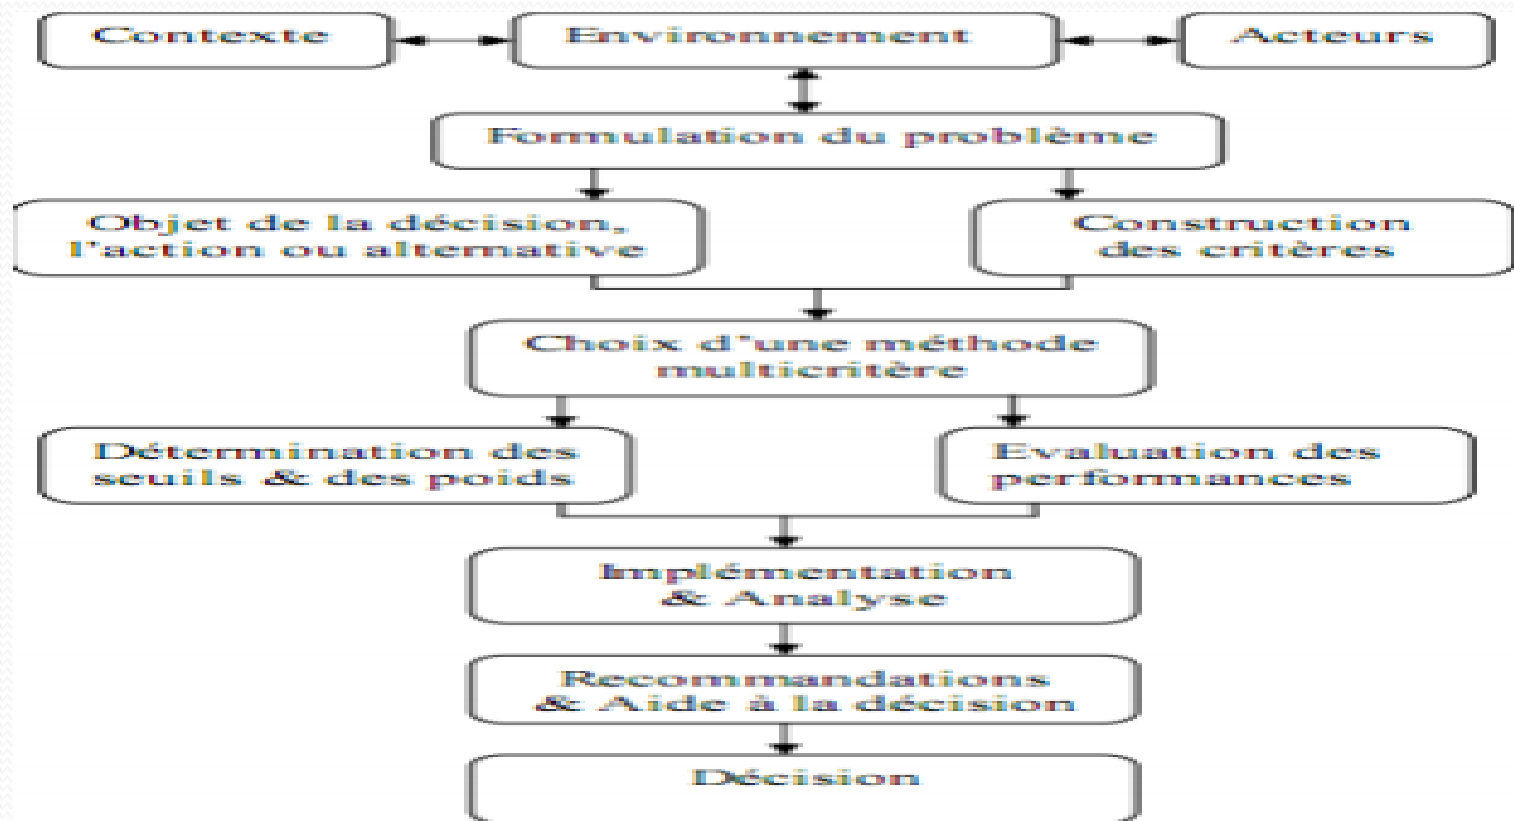 Contexte
Environnement
Acteurs
Formulation du problème
Objet de la décision,
l'action ou alternative
Construction
des critères
Choix d'une méthode
multicritère
Détermination des
seuils & des poids
Evaluation des
performances
Implémentation
& Analyse
Recommandations
& Aide à la décision
Décision